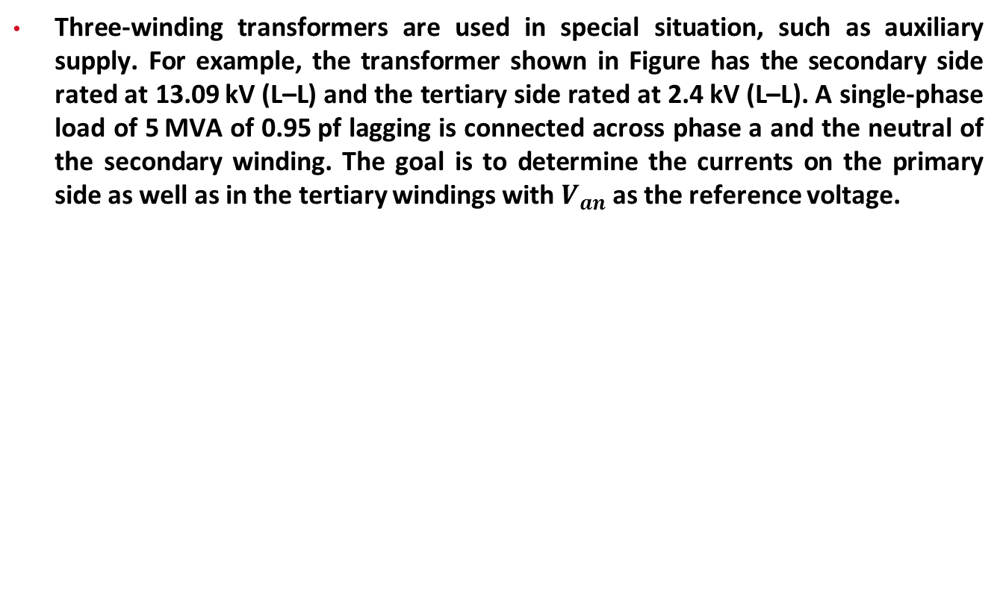 • Three-winding transformers are used in special situation, such as auxiliary
supply. For example, the transformer shown in Figure has the secondary side
rated at 13.09 kV (L–L) and the tertiary side rated at 2.4 kV (L–L). A single-phase
load of 5 MVA of 0.95 pf lagging is connected across phase a and the neutral of
the secondary winding. The goal is to determine the currents on the primary
side as well as in the tertiary windings with V_an as the reference voltage.